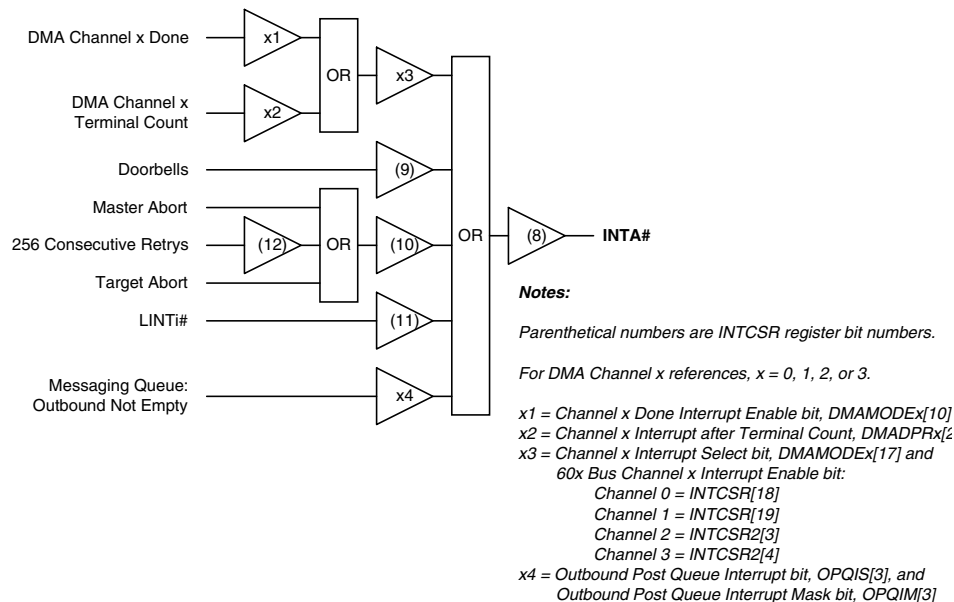 DMA Channel x Done
x1
OR
x3
DMA Channel x
Terminal Count
x2
Doorbells
(9)
Master Abort
256 Consecutive Retrys
(12)
OR
(10)
OR
(8)
INTA#
Target Abort
LINTi#
(11)
Messaging Queue:
Outbound Not Empty
x4
Notes:
Parenthetical numbers are INTCSR register bit numbers.
For DMA Channel x references, x = 0, 1, 2, or 3.
x1 = Channel x Done Interrupt Enable bit, DMAMODEx[10]
x2 = Channel x Interrupt after Terminal Count, DMADPRx[2
x3 = Channel x Interrupt Select bit, DMAMODEx[17] and
60x Bus Channel x Interrupt Enable bit:
Channel 0 = INTCSR[18]
Channel 1 = INTCSR[19]
Channel 2 = INTCSR2[3]
Channel 3 = INTCSR2[4]
x4 = Outbound Post Queue Interrupt bit, OPQIS[3], and
Outbound Post Queue Interrupt Mask bit, OPQIM[3]